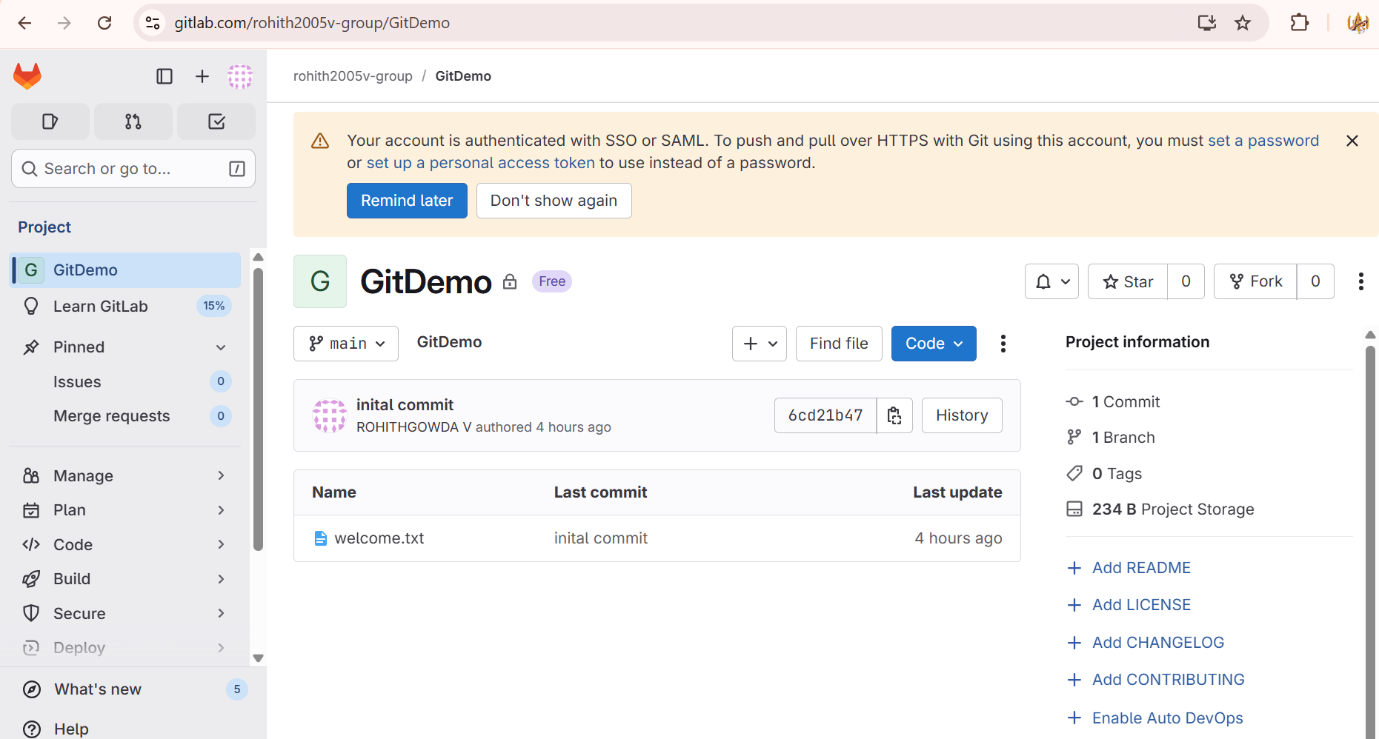 gitlab.com/rohith2005v-group/GitDemo
rohith2005v-group / GitDemo
Search or go to...
/
Project
G GitDemo
Learn GitLab 15%
Pinned
Issues 0
Merge requests 0
Manage
Plan
Code
Build
Secure
Deploy
What's new 5
Help
Your account is authenticated with SSO or SAML. To push and pull over HTTPS with Git using this account, you must set a password
or set up a personal access token to use instead of a password.
Remind later Don't show again
G GitDemo Free
Star 0 Fork 0
main GitDemo
Find file Code
inital commit
ROHITHGOWDA V authored 4 hours ago
6cd21b47 History
Name Last commit Last update
welcome.txt inital commit 4 hours ago
Project information
1 Commit
1 Branch
0 Tags
234 B Project Storage
+ Add README
+ Add LICENSE
+ Add CHANGELOG
+ Add CONTRIBUTING
+ Enable Auto DevOps